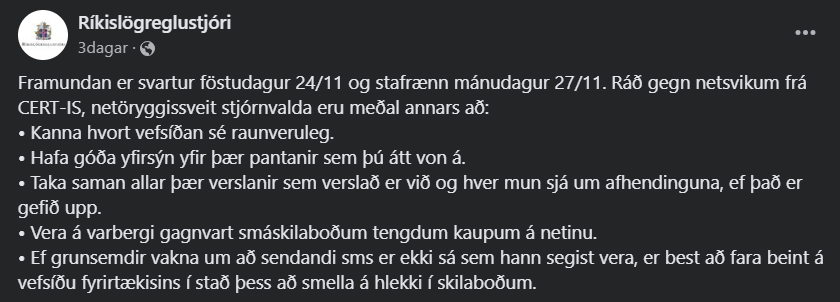 Ríkislögreglustjóri
3dagar ·
Framundan er svartur föstudagur 24/11 og stafrænn mánudagur 27/11. Ráð gegn netsvikum frá
CERT-IS, netöryggissveit stjórnvalda eru meðal annars að:
• Kanna hvort vefsíðan sé raunveruleg.
• Hafa góða yfirsýn yfir þær pantanir sem þú átt von á.
• Taka saman allar þær verslanir sem verslað er við og hver mun sjá um afhendinguna, ef það er
gefið upp.
• Vera á varbergi gagnvart smáskilaboðum tengdum kaupum á netinu.
• Ef grunsemdir vakna um að sendandi sms er ekki sá sem hann segist vera, er best að fara beint á
vefsíðu fyrirtækisins í stað þess að smella á hlekki í skilaboðum.